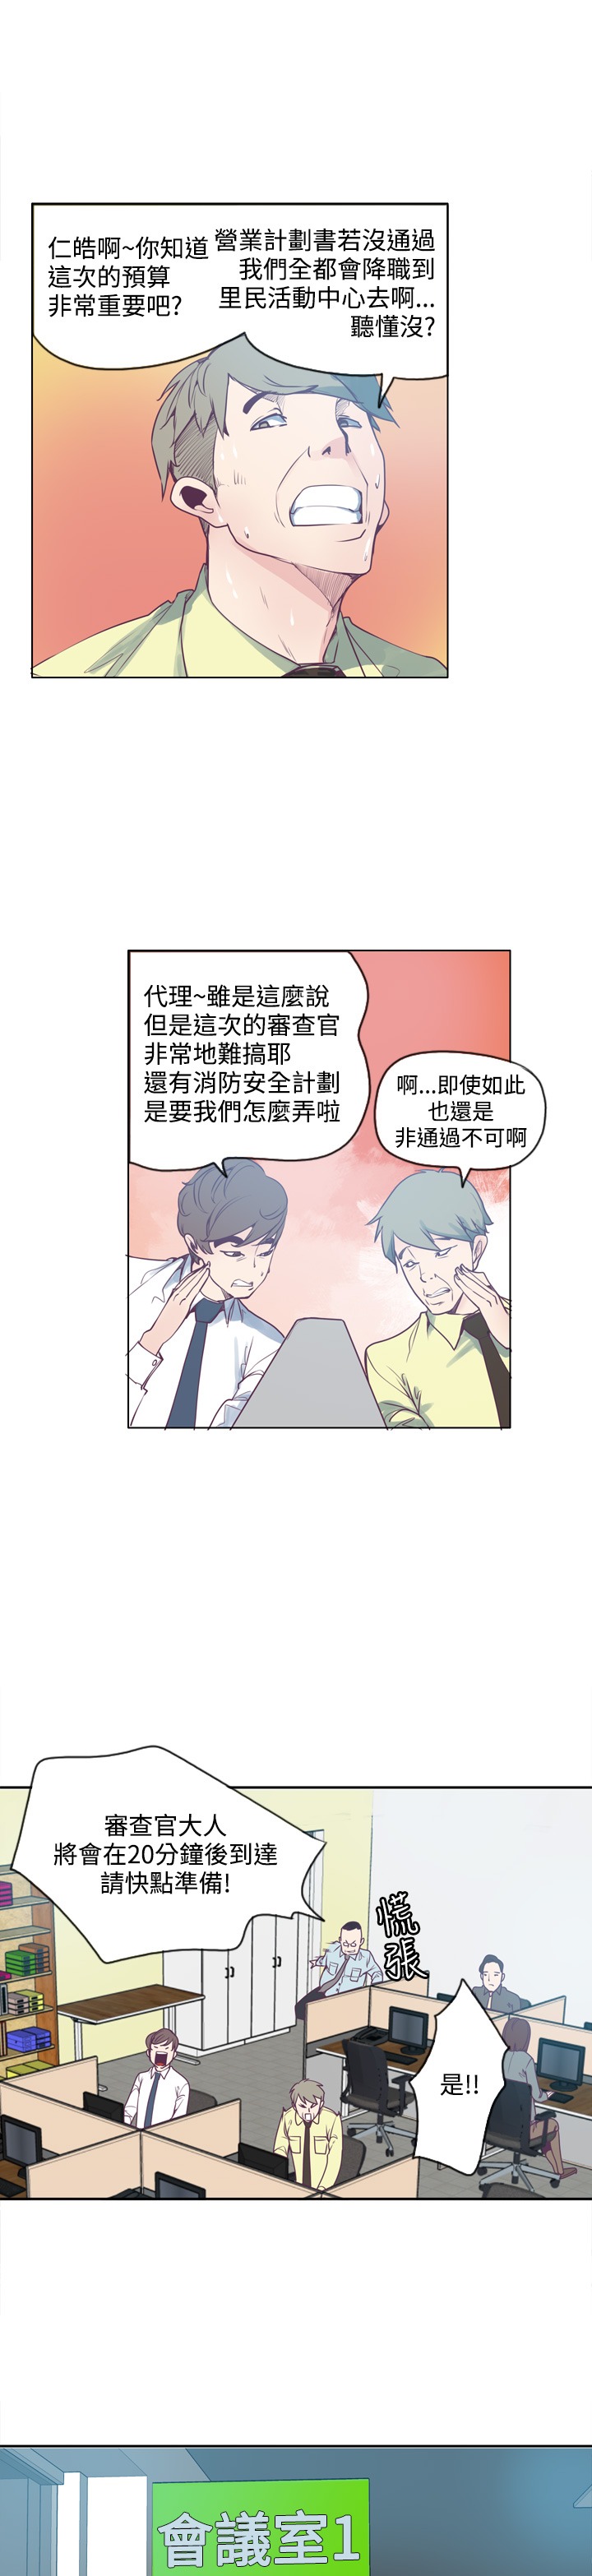 仁皓啊~你知道
這次的預算
非常重要吧?
營業計劃書若沒通過
我們全都會降職到
里民活動中心去啊...
聽懂沒?
代理~雖是這麼說
但是這次的審查官
非常地難搞耶
還有消防安全計劃
是要我們怎麼弄啦
啊...即使如此
也還是
非通過不可啊
審查官大人
將會在20分鐘後到達
請快點準備!
慌張
是!!
會議室1